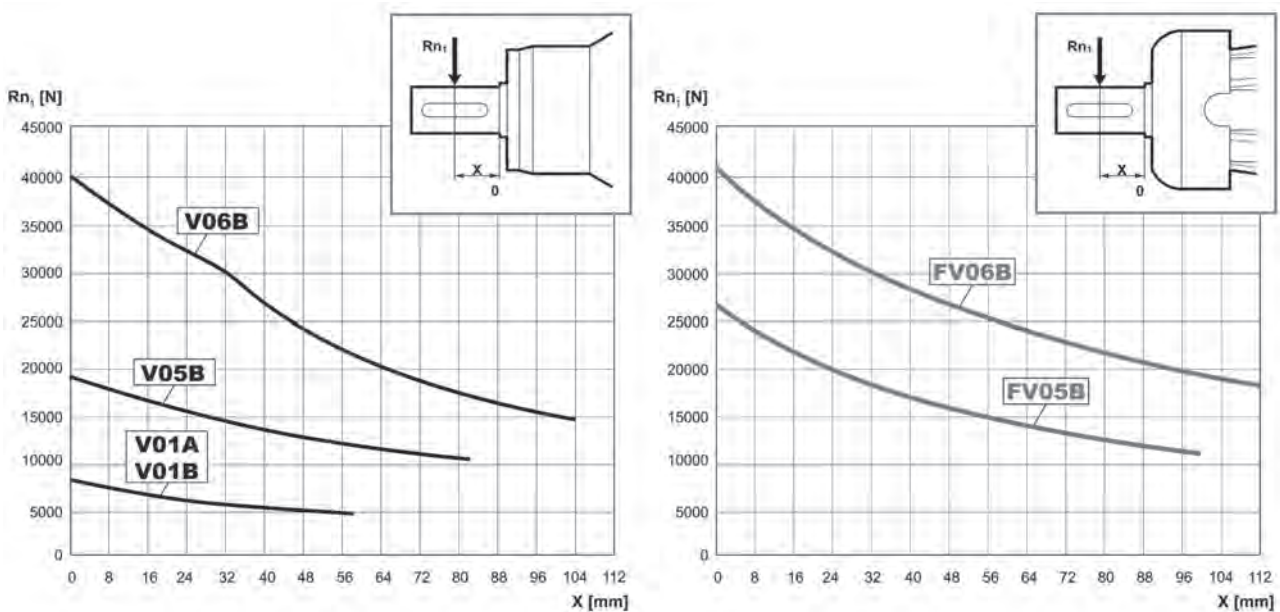 Rn₁
X
0
Rn₁ [N]
45000
40000
35000
30000
25000
20000
15000
10000
5000
0
V06B
V05B
V01A
V01B
0 8 16 24 32 40 48 56 64 72 80 88 96 104 112
X [mm]
Rn₁
X
0
Rn₁ [N]
45000
40000
35000
30000
25000
20000
15000
10000
5000
0
FV06B
FV05B
0 8 16 24 32 40 48 56 64 72 80 88 96 104 112
X [mm]